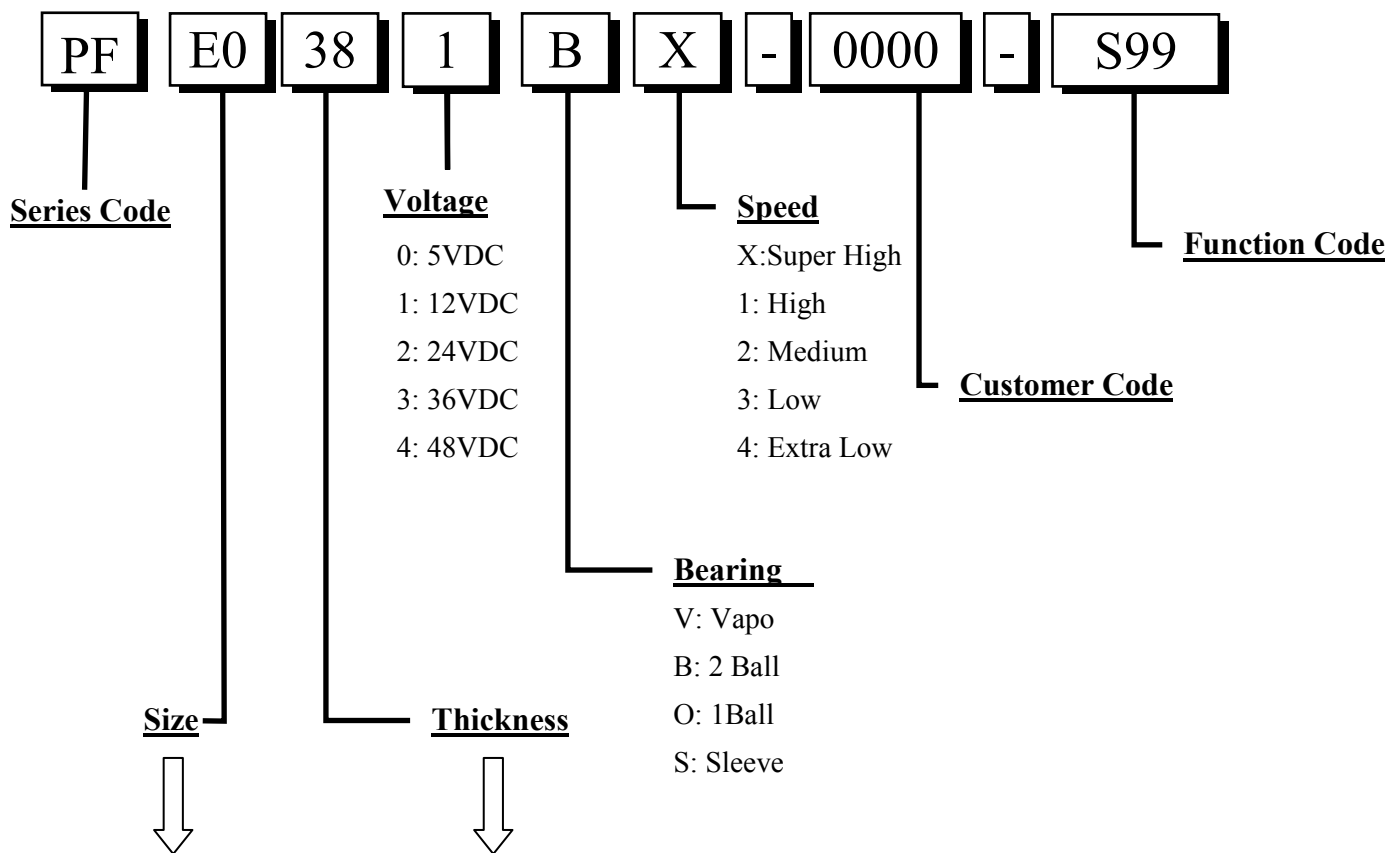 PF E0 38 1 B X - 0000 - S99
Series Code
Voltage
0: 5VDC
1: 12VDC
2: 24VDC
3: 36VDC
4: 48VDC
Speed
X:Super High
1: High
2: Medium
3: Low
4: Extra Low
Function Code
Customer Code
Bearing
V: Vapo
B: 2 Ball
O: 1Ball
S: Sleeve
Size
Thickness